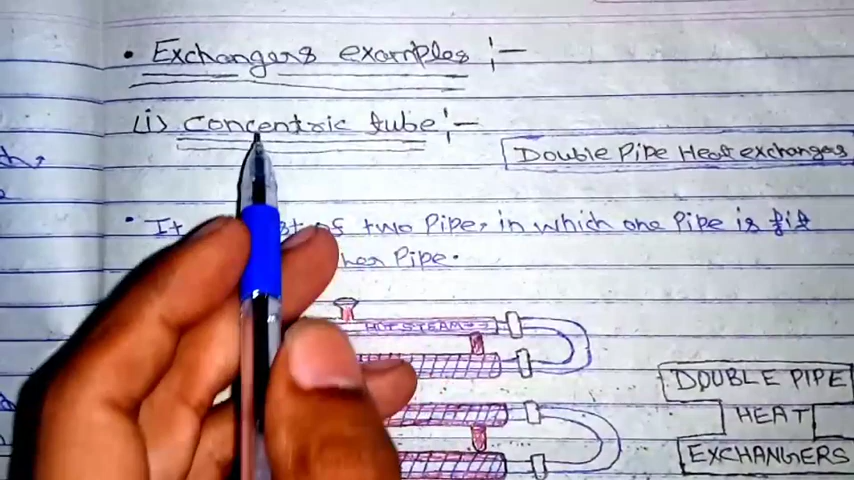 • Exchangers examples :-
(i) Concentric tube :-
Double Pipe Heat exchangers
• It of two Pipe, in which one Pipe is fit
Pipe.
HOT STEAM
DOUBLE PIPE
HEAT
EXCHANGERS